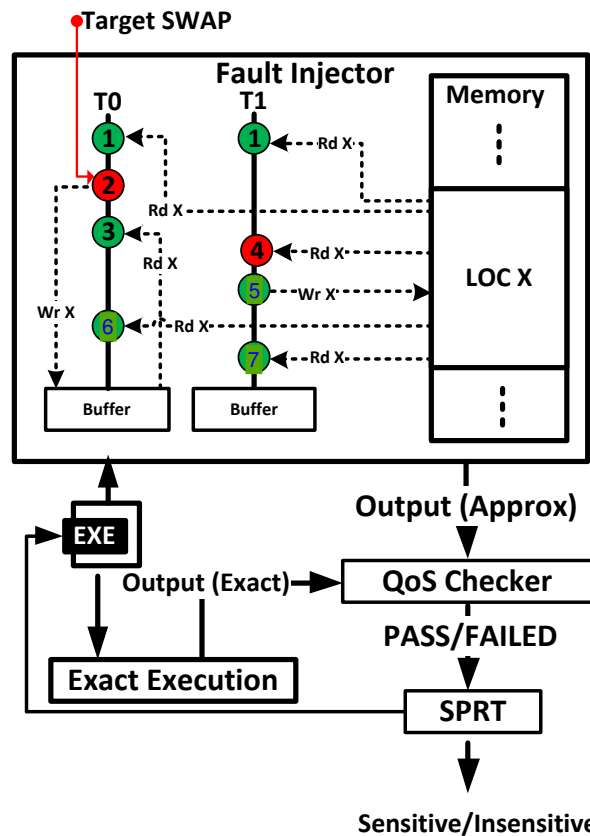 Target SWAP
Fault Injector
T0
T1
Memory
1
1
Rd X
2
Rd X
3
4
Rd X
Rd X
LOC X
5
Wr X
Wr X
6
Rd X
7
Rd X
Buffer
Buffer
Output (Approx)
EXE
Output (Exact)
QoS Checker
PASS/FAILED
Exact Execution
SPRT
Sensitive/Insensitive